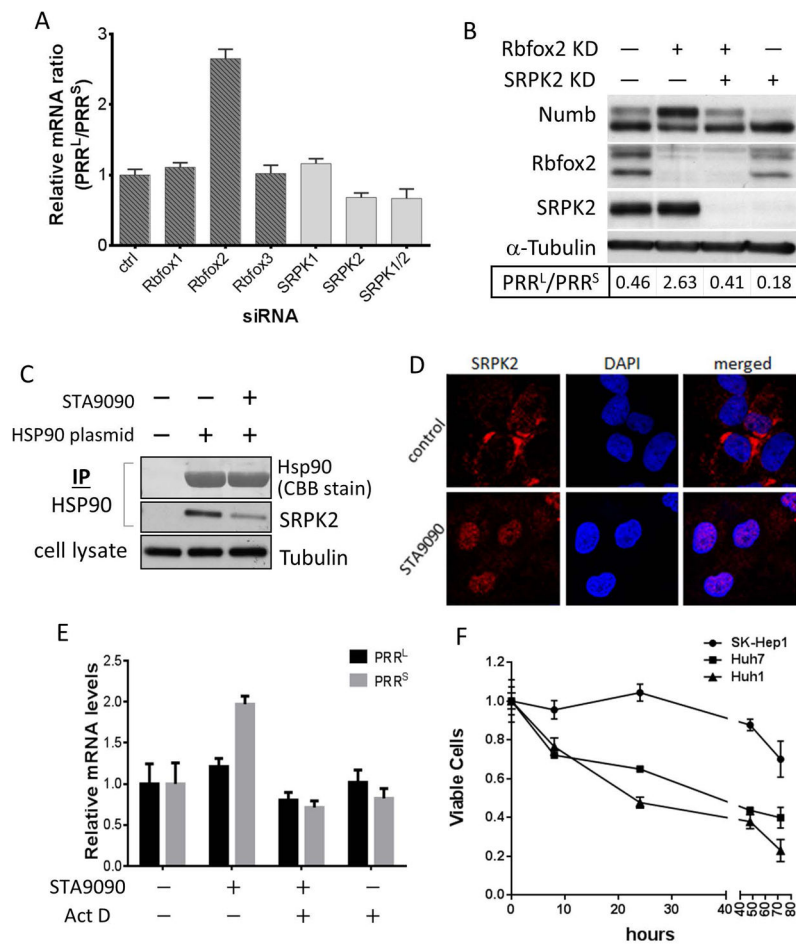 A
Relative mRNA ratio
(PRRᴸ/PRRˢ)
3
2
1
0
ctrl
Rbfox1
Rbfox2
Rbfox3
SRPK1
SRPK2
SRPK1/2
siRNA
B
Rbfox2 KD — + + —
SRPK2 KD — — + +
Numb
Rbfox2
SRPK2
α-Tubulin
PRRᴸ/PRRˢ 0.46 2.63 0.41 0.18
C
STA9090 — — +
HSP90 plasmid — + +
IP
HSP90
Hsp90
(CBB stain)
SRPK2
cell lysate
Tubulin
D
SRPK2 DAPI merged
control
STA9090
E
PRRᴸ
PRRˢ
Relative mRNA levels
2.5
2.0
1.5
1.0
0.5
0.0
STA9090 — + + —
Act D — — + +
F
SK-Hep1
Huh7
Huh1
Viable Cells
1.2
1.0
0.8
0.6
0.4
0.2
0.0
0 10 20 30 40 40 50 60 70 80
hours